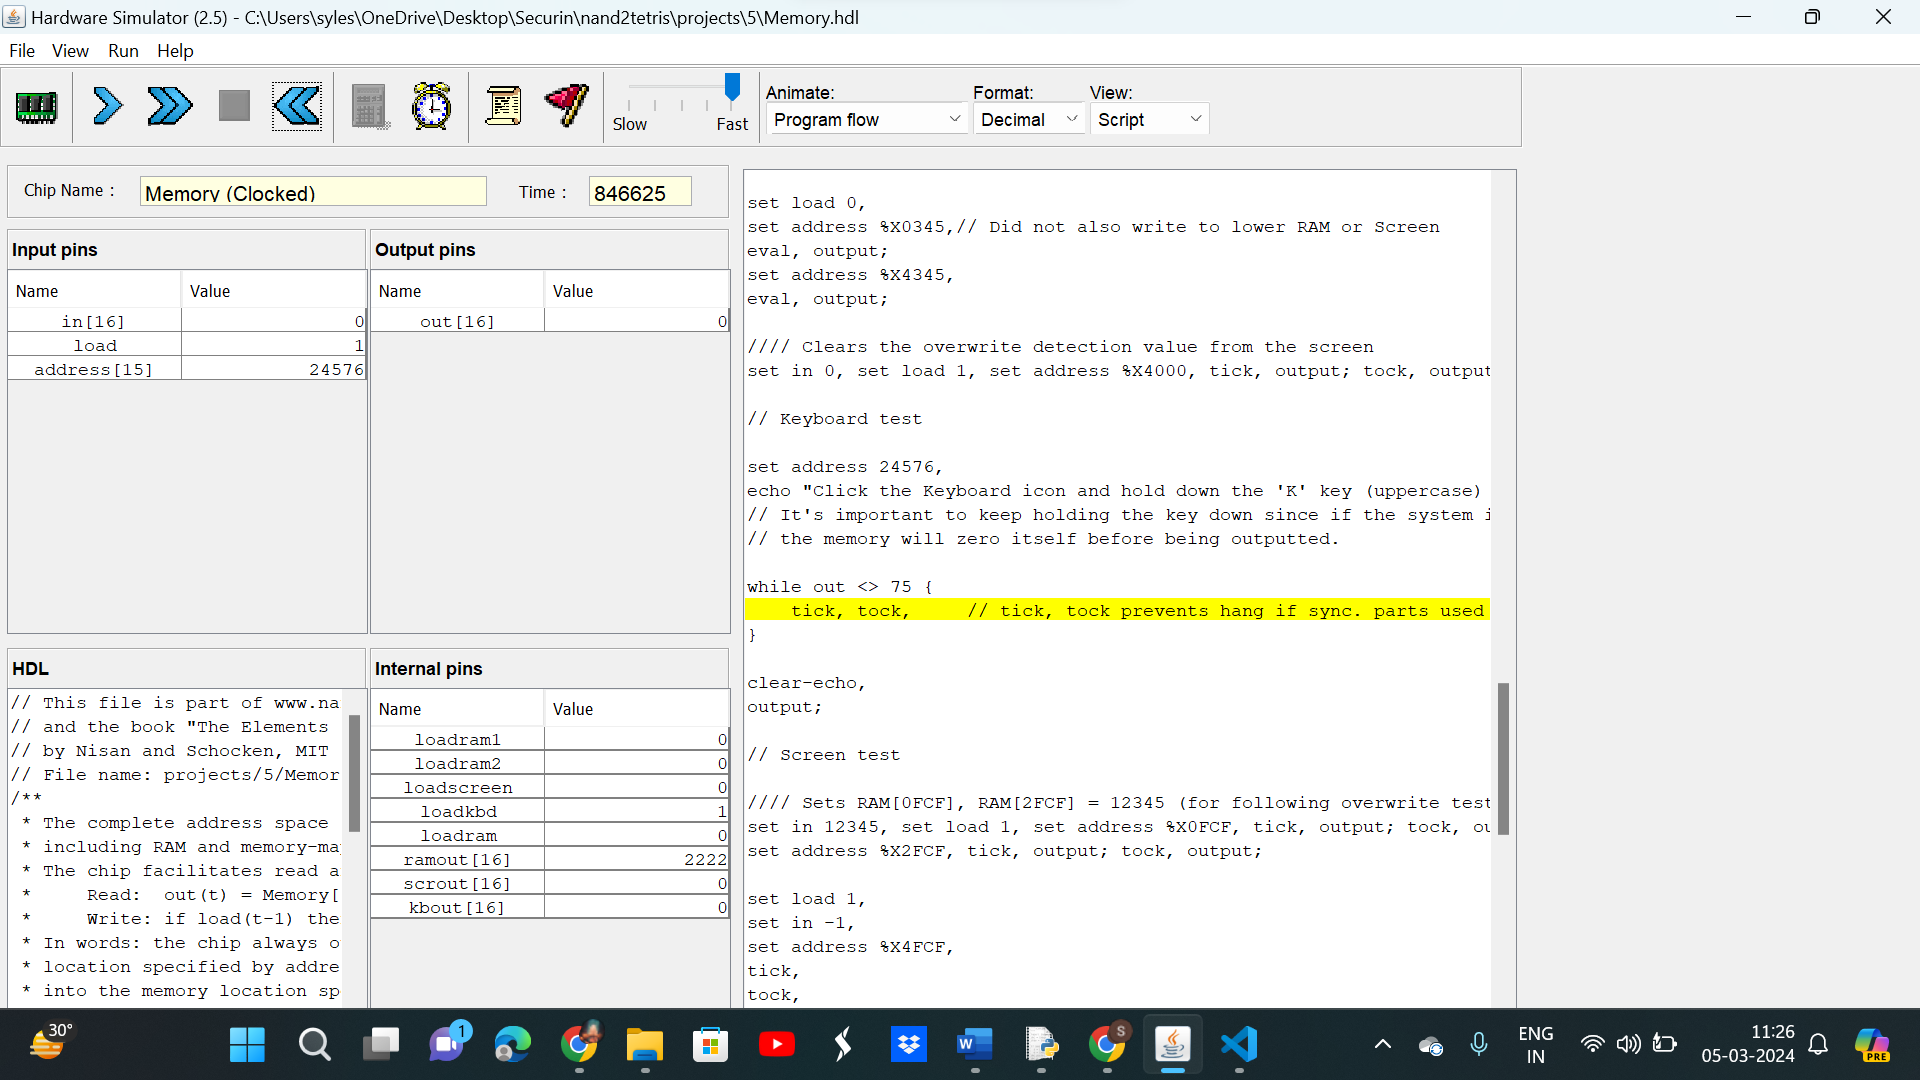 Hardware Simulator (2.5) - C:\Users\syles\OneDrive\Desktop\Securin\nand2tetris\projects\5\Memory.hdl
File View Run Help
Slow Fast
Animate: Format: View:
Program flow Decimal Script
Chip Name : Memory (Clocked) Time : 846625
Input pins
Name Value
in[16] 0
load 1
address[15] 24576
Output pins
Name Value
out[16] 0
HDL
// This file is part of www.na
// and the book "The Elements
// by Nisan and Schocken, MIT
// File name: projects/5/Memor
/**
* The complete address space
* including RAM and memory-ma
* The chip facilitates read a
* Read: out(t) = Memory[
* Write: if load(t-1) the
* In words: the chip always o
* location specified by addre
* into the memory location sp
Internal pins
Name Value
loadram1 0
loadram2 0
loadscreen 0
loadkbd 1
loadram 0
ramout[16] 2222
scrout[16] 0
kbout[16] 0
set load 0,
set address %X0345,// Did not also write to lower RAM or Screen
eval, output;
set address %X4345,
eval, output;
//// Clears the overwrite detection value from the screen
set in 0, set load 1, set address %X4000, tick, output; tock, output
// Keyboard test
set address 24576,
echo "Click the Keyboard icon and hold down the 'K' key (uppercase)
// It's important to keep holding the key down since if the system i
// the memory will zero itself before being outputted.
while out <> 75 {
tick, tock, // tick, tock prevents hang if sync. parts used
}
clear-echo,
output;
// Screen test
//// Sets RAM[0FCF], RAM[2FCF] = 12345 (for following overwrite test
set in 12345, set load 1, set address %X0FCF, tick, output; tock, ou
set address %X2FCF, tick, output; tock, output;
set load 1,
set in -1,
set address %X4FCF,
tick,
tock,
30°
1
S
ENG
IN
11:26
05-03-2024
PRE